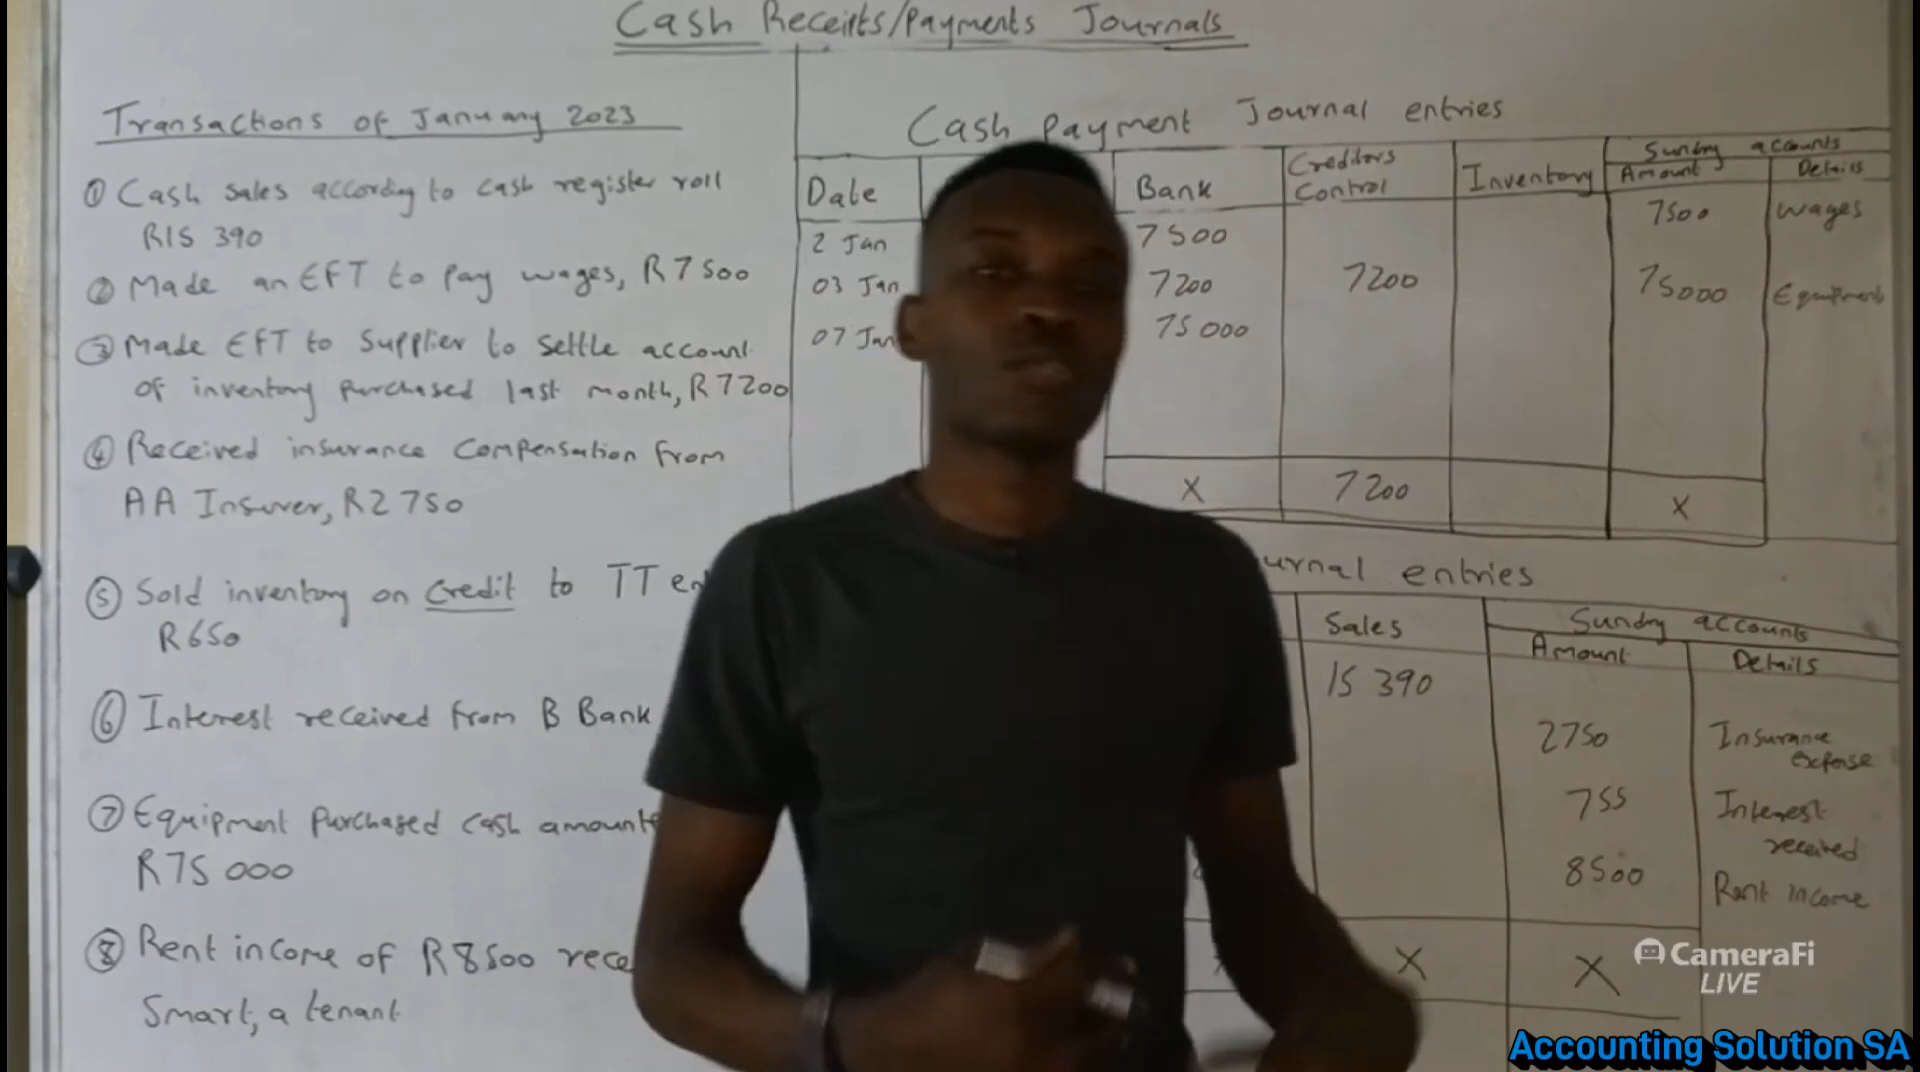 Cash Receipts/Payments Journals
Transactions of January 2023
① Cash sales according to cash register roll
R15 390
② Made an EFT to pay wages, R7 500
③ Made EFT to Supplier to settle account
of inventory purchased last month, R7200
④ Received insurance compensation from
AA Insurer, R2 750
⑤ Sold inventory on credit to TT
R650
⑥ Interest received from B Bank
⑦ Equipment purchased cash
R75 000
⑧ Rent income of R8500
Smart, a tenant
Cash Payment Journal entries
Date Bank Creditors Control Inventory Sundry accounts
Amount Details
2 Jan 7500 7500 Wages
03 Jan 7200 7200 75000 Equipment
07 Jan 75 000
X 7200 X
entries
Sales Sundry accounts
Amount Details
15 390
2750 Insurance expense
755 Interest received
8500 Rent income
X X
CameraFi
LIVE
Accounting Solution SA